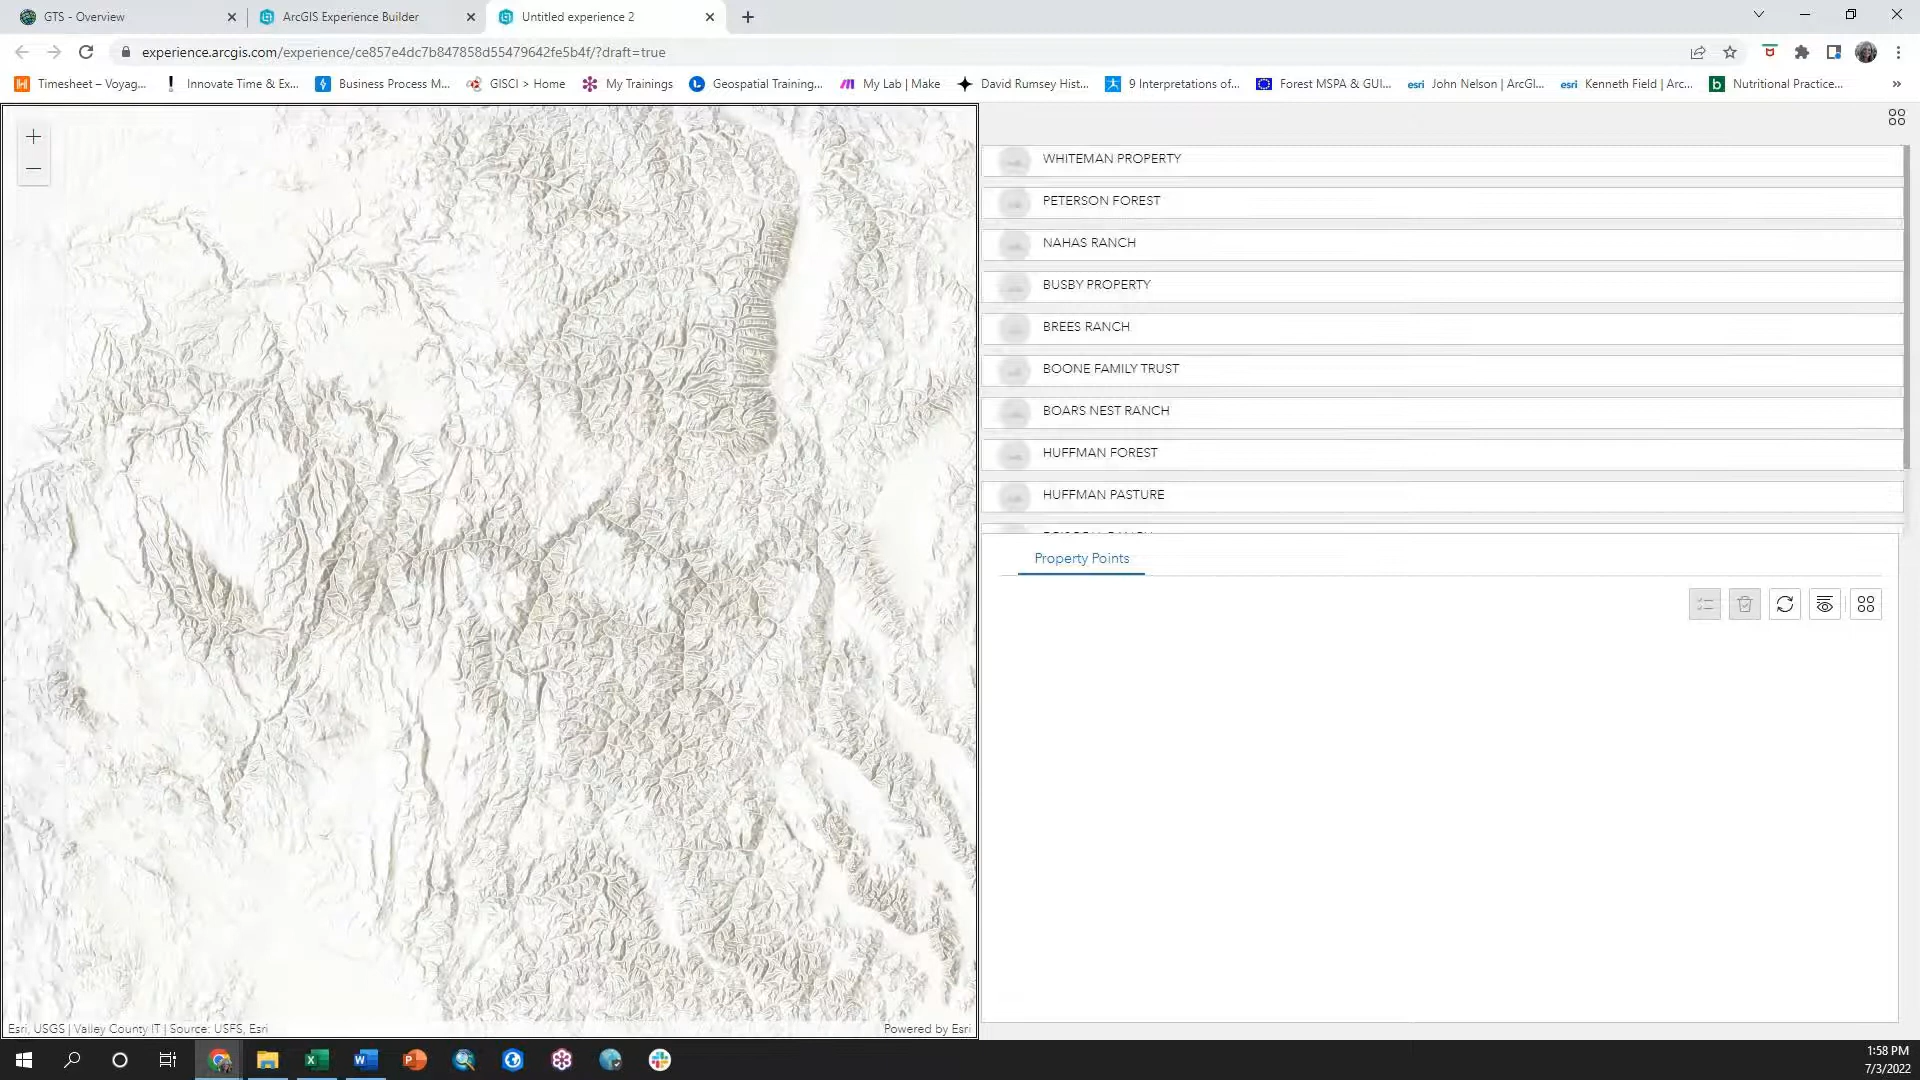 GTS - Overview
ArcGIS Experience Builder
Untitled experience 2
experience.arcgis.com/experience/ce857e4dc7b847858d55479642fe5b4f/?draft=true
Timesheet – Voyag...
Innovate Time & Ex...
Business Process M...
GISCI > Home
My Trainings
Geospatial Training...
My Lab | Make
David Rumsey Hist...
9 Interpretations of...
Forest MSPA & GUI...
esri John Nelson | ArcGI...
esri Kenneth Field | Arc...
b Nutritional Practice...
WHITEMAN PROPERTY
PETERSON FOREST
NAHAS RANCH
BUSBY PROPERTY
BREES RANCH
BOONE FAMILY TRUST
BOARS NEST RANCH
HUFFMAN FOREST
HUFFMAN PASTURE
Property Points
Esri, USGS | Valley County IT | Source: USFS, Esri
Powered by Esri
1:58 PM
7/3/2022